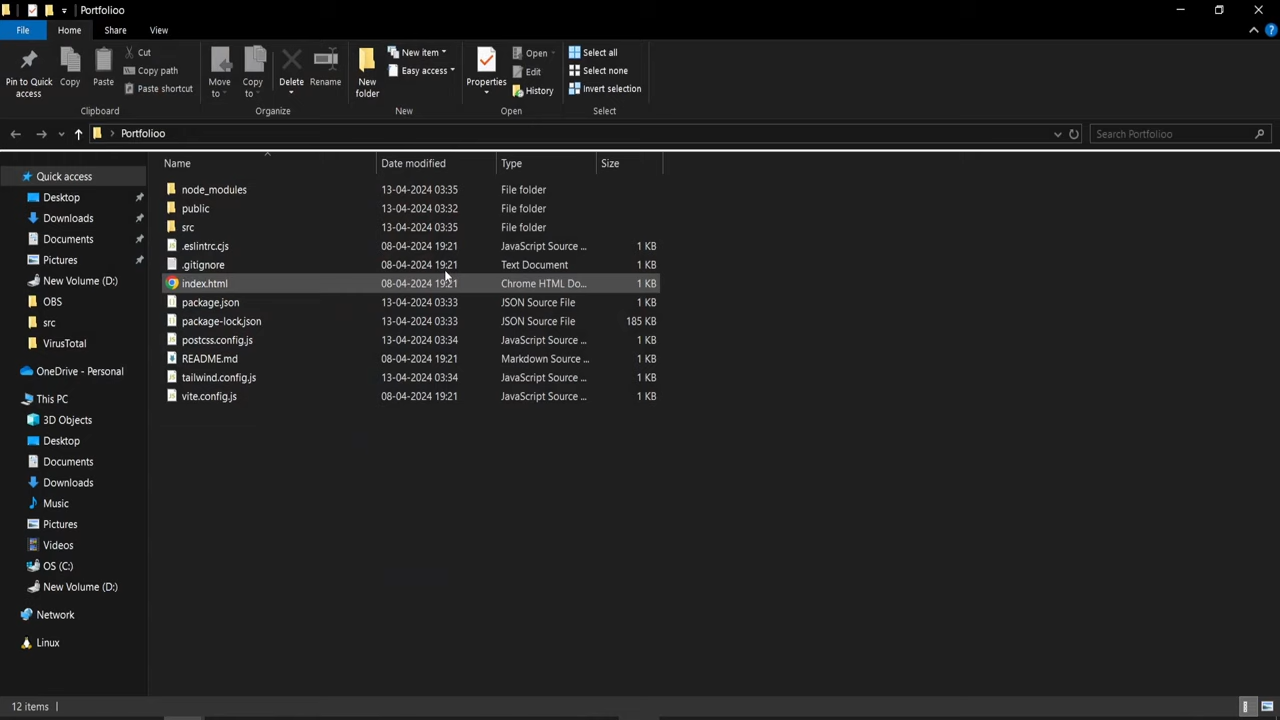 Portfolioo
File Home Share View
Pin to Quick access
Copy
Paste
Cut
Copy path
Paste shortcut
Clipboard
Move to
Copy to
Delete
Rename
Organize
New folder
New item
Easy access
New
Properties
Open
Edit
History
Open
Select all
Select none
Invert selection
Select
Portfolioo
Search Portfolioo
Quick access
Desktop
Downloads
Documents
Pictures
New Volume (D:)
OBS
src
VirusTotal
OneDrive - Personal
This PC
3D Objects
Desktop
Documents
Downloads
Music
Pictures
Videos
OS (C:)
New Volume (D:)
Network
Linux
Name Date modified Type Size
node_modules 13-04-2024 03:35 File folder
public 13-04-2024 03:32 File folder
src 13-04-2024 03:35 File folder
.eslintrc.cjs 08-04-2024 19:21 JavaScript Source ... 1 KB
.gitignore 08-04-2024 19:21 Text Document 1 KB
index.html 08-04-2024 19:21 Chrome HTML Do... 1 KB
package.json 13-04-2024 03:33 JSON Source File 1 KB
package-lock.json 13-04-2024 03:33 JSON Source File 185 KB
postcss.config.js 13-04-2024 03:34 JavaScript Source ... 1 KB
README.md 08-04-2024 19:21 Markdown Source ... 1 KB
tailwind.config.js 13-04-2024 03:34 JavaScript Source ... 1 KB
vite.config.js 08-04-2024 19:21 JavaScript Source ... 1 KB
12 items